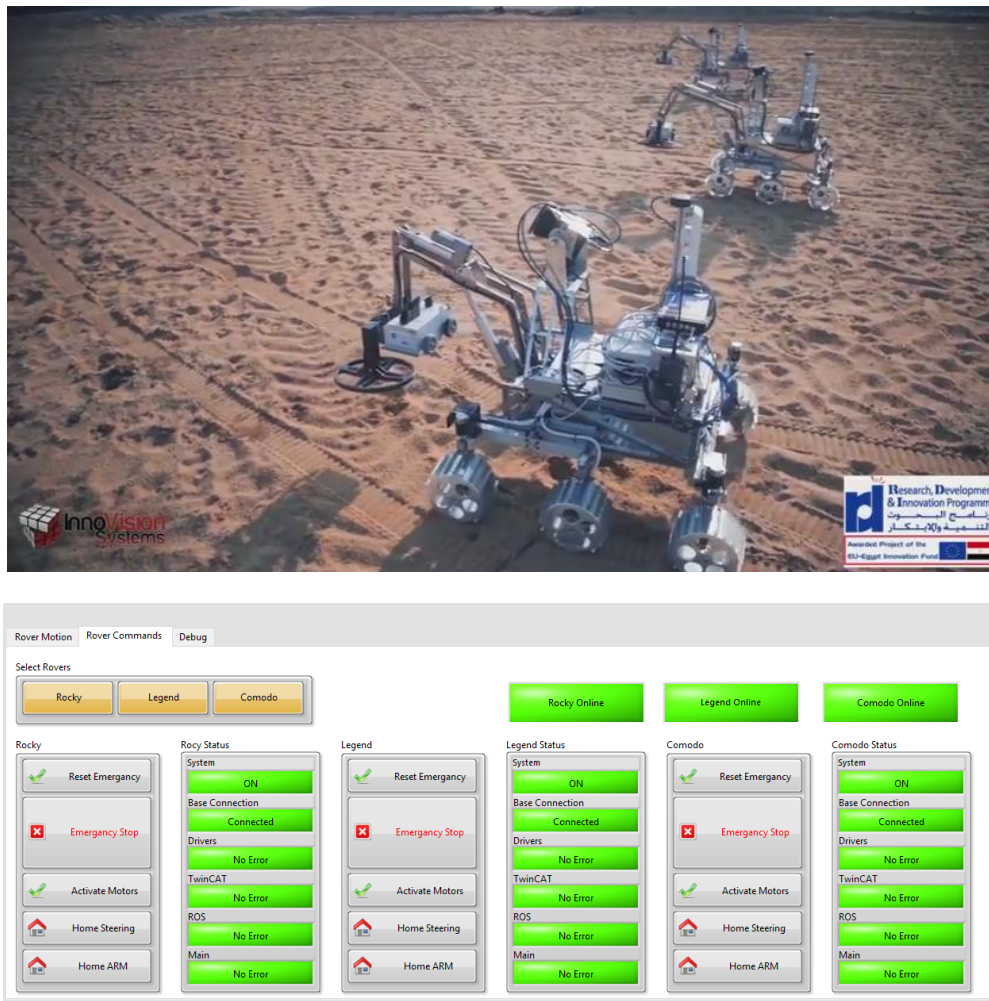 InnoVision
Systems
Research, Developmen
& Innovation Programm
البحوث
التنمية والابتكار
Awarded Project of the
EU-Egypt Innovation Fund
Rover Motion
Rover Commands
Debug
Select Rovers
Rocky
Legend
Comodo
Rocky Online
Legend Online
Comodo Online
Rocky
Reset Emergancy
Emergancy Stop
Activate Motors
Home Steering
Home ARM
Rocy Status
System
ON
Base Connection
Connected
Drivers
No Error
TwinCAT
No Error
ROS
No Error
Main
No Error
Legend
Reset Emergancy
Emergancy Stop
Activate Motors
Home Steering
Home ARM
Legend Status
System
ON
Base Connection
Connected
Drivers
No Error
TwinCAT
No Error
ROS
No Error
Main
No Error
Comodo
Reset Emergancy
Emergancy Stop
Activate Motors
Home Steering
Home ARM
Comodo Status
System
ON
Base Connection
Connected
Drivers
No Error
TwinCAT
No Error
ROS
No Error
Main
No Error